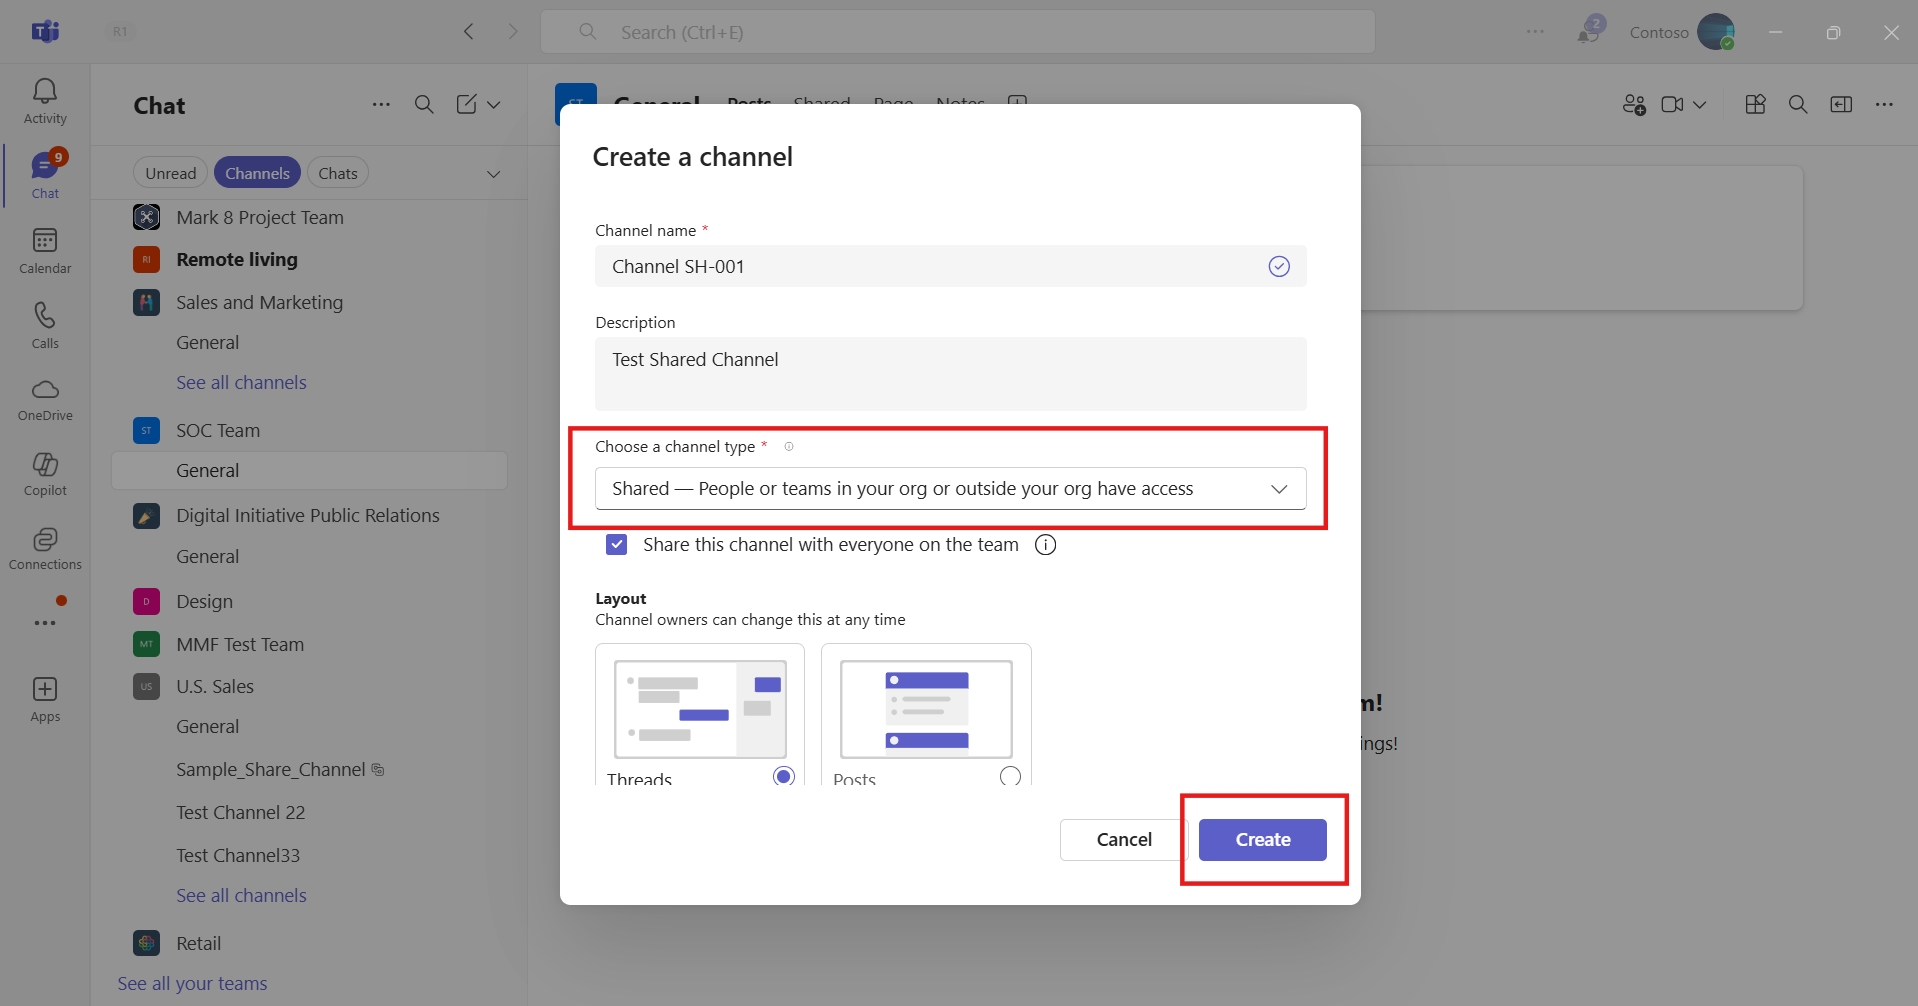 R1
Search (Ctrl+E)
2
Contoso
Activity
9
Chat
Calendar
Calls
OneDrive
Copilot
Connections
Apps
Chat
Unread
Channels
Chats
Mark 8 Project Team
RI
Remote living
Sales and Marketing
General
See all channels
ST
SOC Team
General
Digital Initiative Public Relations
General
D
Design
MT
MMF Test Team
US
U.S. Sales
General
Sample_Share_Channel
Test Channel 22
Test Channel33
See all channels
Retail
See all your teams
ST
General
Posts
Shared
Page
Notes
Create a channel
Channel name *
Channel SH-001
Description
Test Shared Channel
Choose a channel type *
Shared — People or teams in your org or outside your org have access
Share this channel with everyone on the team
Layout
Channel owners can change this at any time
Threads
Posts
Cancel
Create
m!
ings!